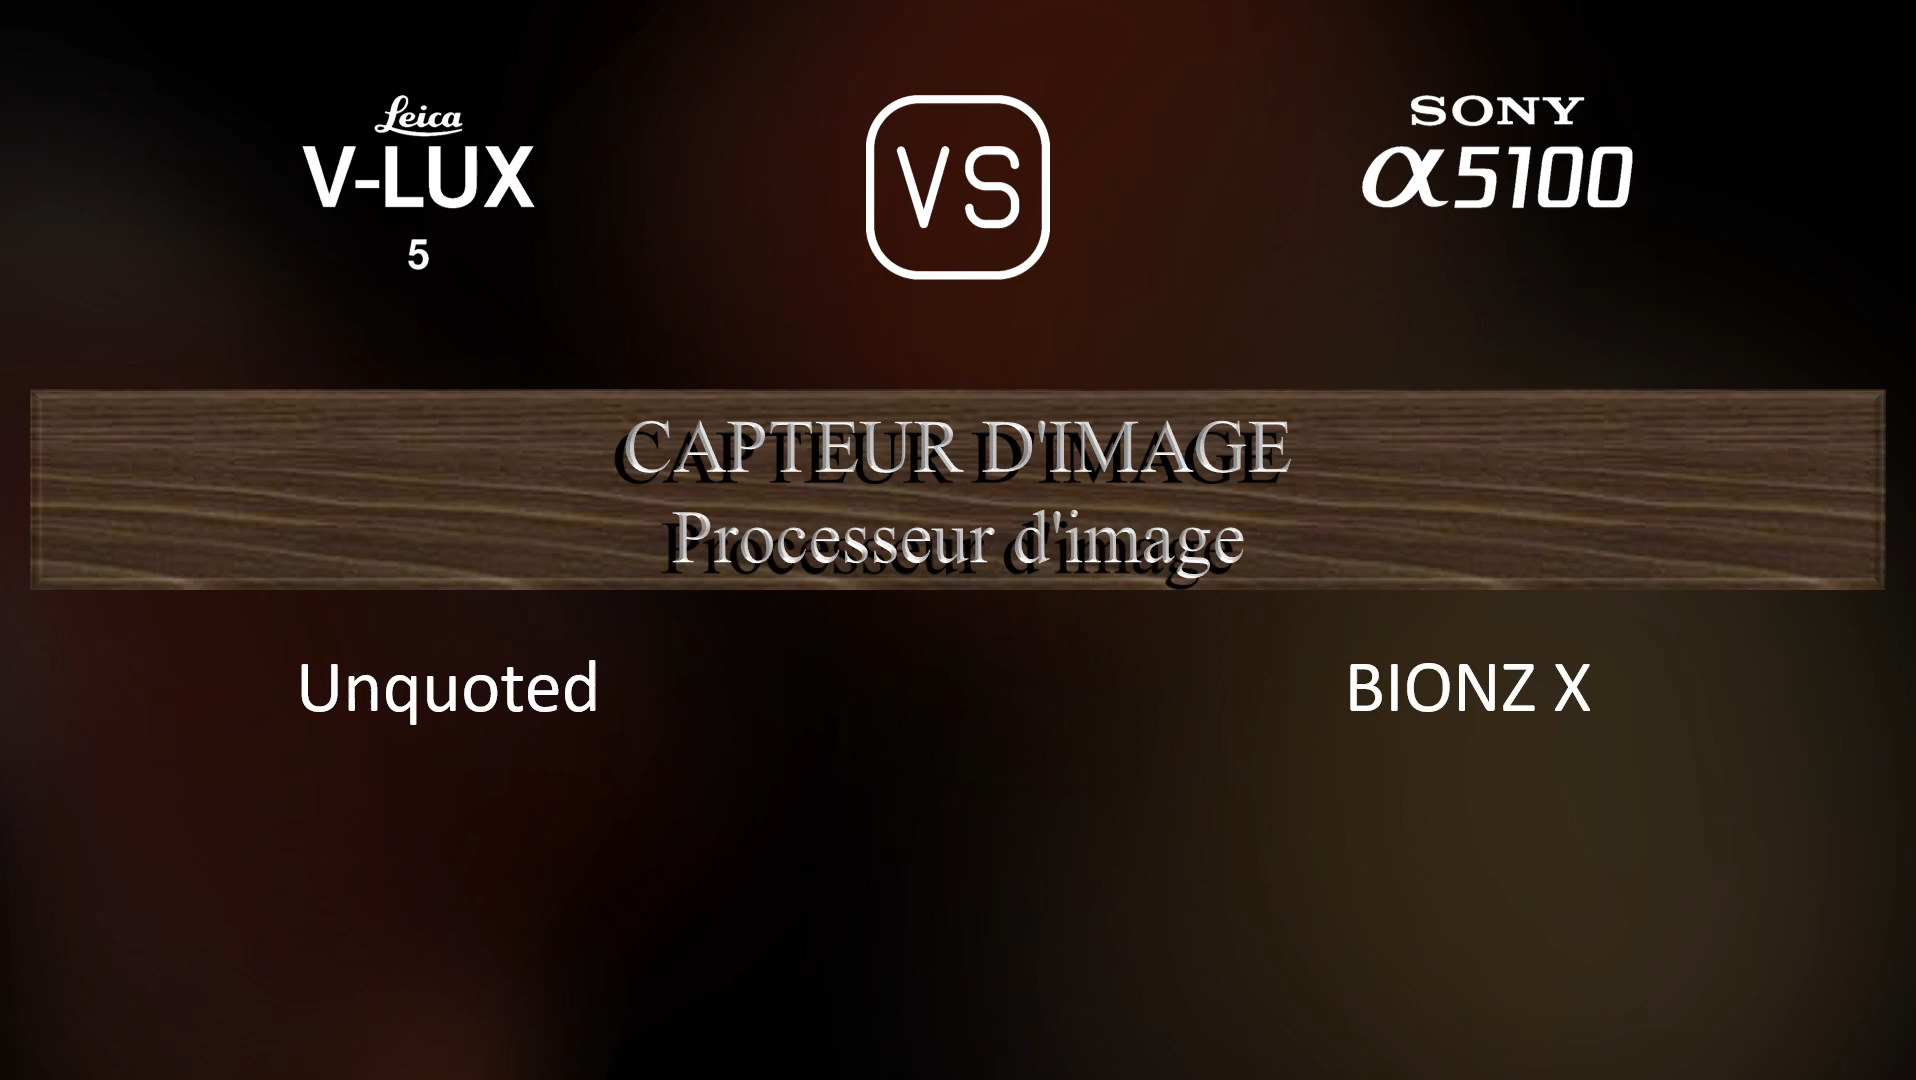 Leica
V-LUX
5
VS
SONY
α5100
CAPTEUR D'IMAGE
Processeur d'image
Unquoted
BIONZ X